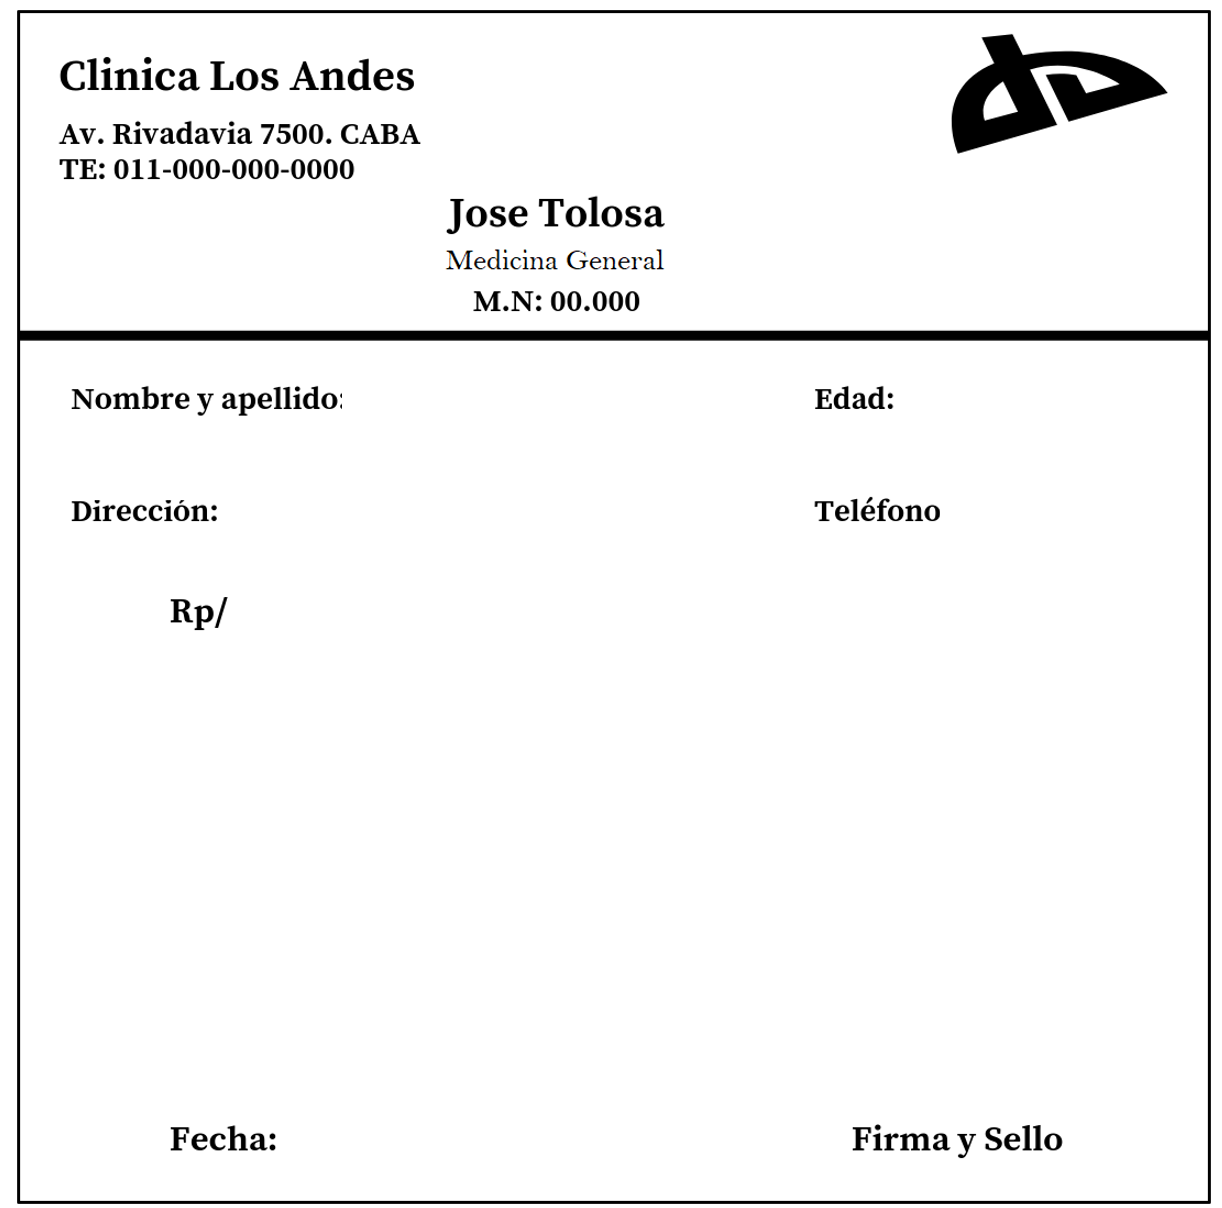 Clinica Los Andes
Av. Rivadavia 7500. CABA
TE: 011-000-000-0000
Jose Tolosa
Medicina General
M.N: 00.000
Nombre y apellido: Edad:
Dirección: Teléfono
Rp/
Fecha: Firma y Sello